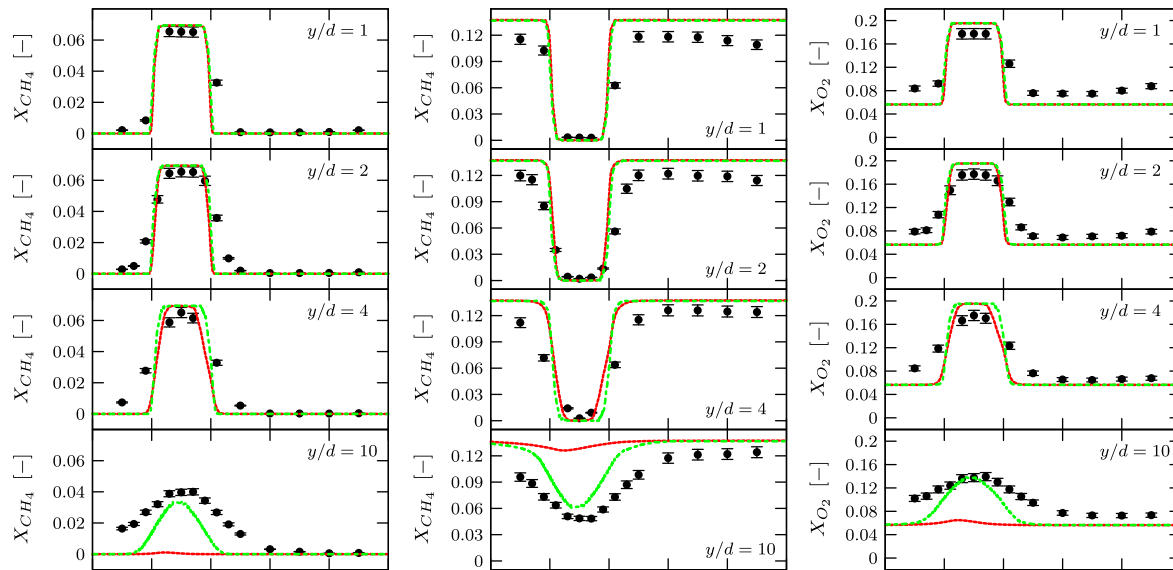 0.06
0.04
0.02
0
X_{CH_4} [−]
y/d = 1
0.06
0.04
0.02
0
X_{CH_4} [−]
y/d = 2
0.06
0.04
0.02
0
X_{CH_4} [−]
y/d = 4
0.06
0.04
0.02
0
X_{CH_4} [−]
y/d = 10
0.12
0.09
0.06
0.03
0
X_{CH_4} [−]
y/d = 1
0.12
0.09
0.06
0.03
0
X_{CH_4} [−]
y/d = 2
0.12
0.09
0.06
0.03
0
X_{CH_4} [−]
y/d = 4
0.12
0.09
0.06
0.03
0
X_{CH_4} [−]
y/d = 10
0.2
0.16
0.12
0.08
0.04
0
X_{O_2} [−]
y/d = 1
0.2
0.16
0.12
0.08
0.04
0
X_{O_2} [−]
y/d = 2
0.2
0.16
0.12
0.08
0.04
0
X_{O_2} [−]
y/d = 4
0.2
0.16
0.12
0.08
0.04
0
X_{O_2} [−]
y/d = 10